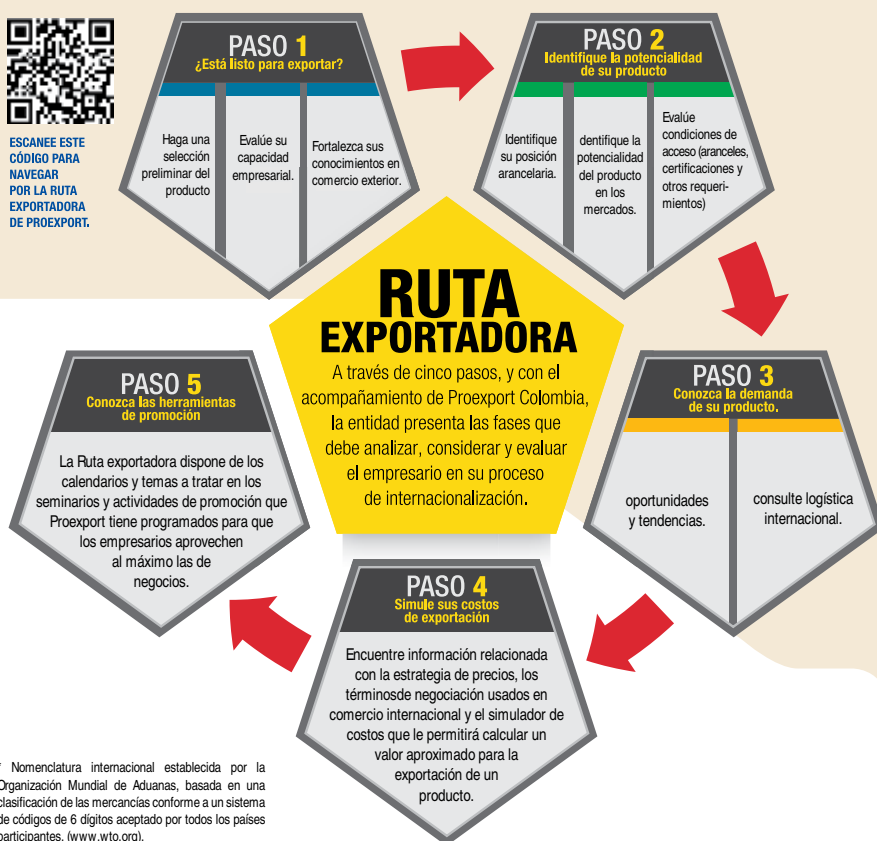 ESCANEE ESTE
CÓDIGO PARA
NAVEGAR
POR LA RUTA
EXPORTADORA
DE PROEXPORT.
PASO 1
¿Está listo para exportar?
Haga una
selección
preliminar del
producto
Evalúe su
capacidad
empresarial.
Fortalezca sus
conocimientos en
comercio exterior.
PASO 2
Identifique la potencialidad
de su producto
Identifique
su posición
arancelaria.
dentifique la
potencialidad
del producto
en los
mercados.
Evalúe
condiciones de
acceso (aranceles,
certificaciones y
otros requeri-
mientos)
RUTA
EXPORTADORA
A través de cinco pasos, y con el
acompañamiento de Proexport Colombia,
la entidad presenta las fases que
debe analizar, considerar y evaluar
el empresario en su proceso
de internacionalización.
PASO 3
Conozca la demanda
de su producto.
oportunidades
y tendencias.
consulte logística
internacional.
PASO 4
Simule sus costos
de exportación
Encuentre información relacionada
con la estrategia de precios, los
términosde negociación usados en
comercio internacional y el simulador de
costos que le permitirá calcular un
valor aproximado para la
exportación de un
producto.
PASO 5
Conozca las herramientas
de promoción
La Ruta exportadora dispone de los
calendarios y temas a tratar en los
seminarios y actividades de promoción que
Proexport tiene programados para que
los empresarios aprovechen
al máximo las de
negocios.
* Nomenclatura internacional establecida por la
Organización Mundial de Aduanas, basada en una
clasificación de las mercancías conforme a un sistema
de códigos de 6 dígitos aceptado por todos los países
participantes. (www.wto.org).